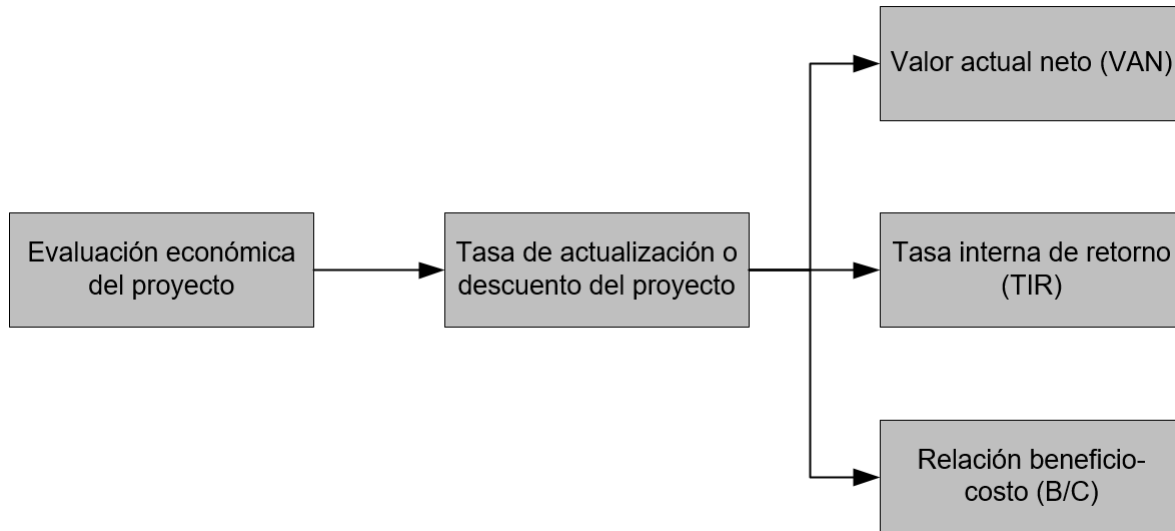 Valor actual neto (VAN)
Evaluación económica
del proyecto
Tasa de actualización o
descuento del proyecto
Tasa interna de retorno
(TIR)
Relación beneficio-
costo (B/C)